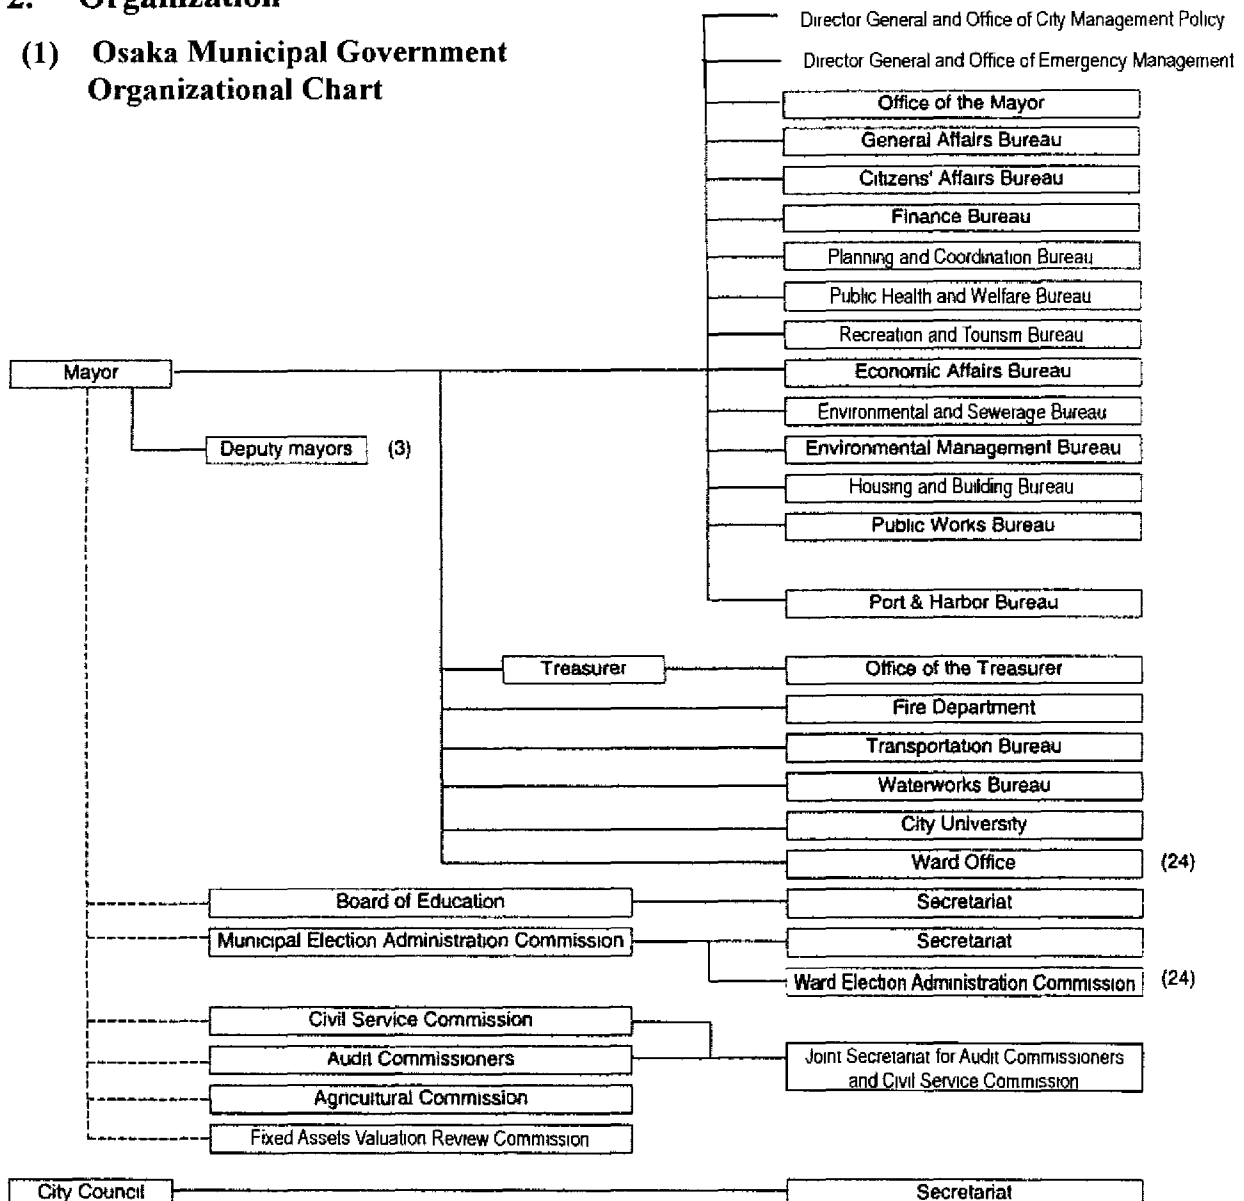 2. Organization
(1) Osaka Municipal Government
Organizational Chart
Director General and Office of City Management Policy
Director General and Office of Emergency Management
Office of the Mayor
General Affairs Bureau
Citizens' Affairs Bureau
Finance Bureau
Planning and Coordination Bureau
Public Health and Welfare Bureau
Recreation and Tourism Bureau
Mayor
Economic Affairs Bureau
Environmental and Sewerage Bureau
Deputy mayors (3)
Environmental Management Bureau
Housing and Building Bureau
Public Works Bureau
Port & Harbor Bureau
Treasurer
Office of the Treasurer
Fire Department
Transportation Bureau
Waterworks Bureau
City University
Ward Office (24)
Board of Education
Secretariat
Municipal Election Administration Commission
Secretariat
Ward Election Administration Commission (24)
Civil Service Commission
Audit Commissioners
Joint Secretariat for Audit Commissioners
and Civil Service Commission
Agricultural Commission
Fixed Assets Valuation Review Commission
City Council
Secretariat